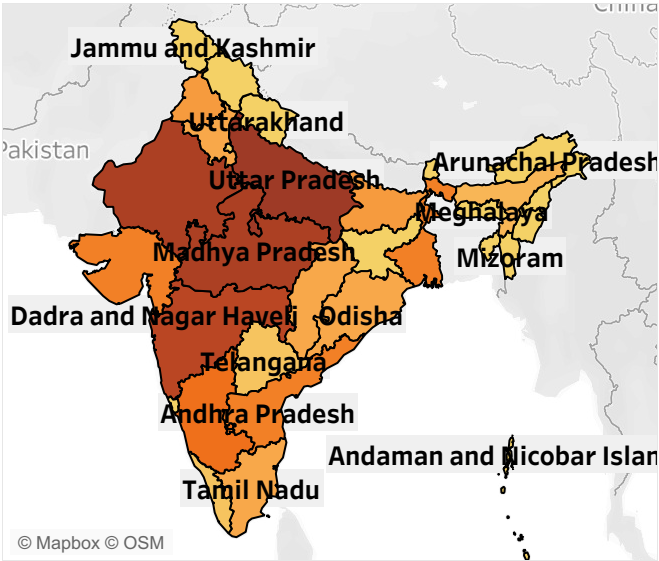 China
Jammu and Kashmir
Uttarakhand
Pakistan
Arunachal Pradesh
Uttar Pradesh
Meghalaya
Madhya Pradesh
Mizoram
Dadra and Nagar Haveli
Odisha
Telangana
Andhra Pradesh
Andaman and Nicobar Islan
Tamil Nadu
© Mapbox © OSM